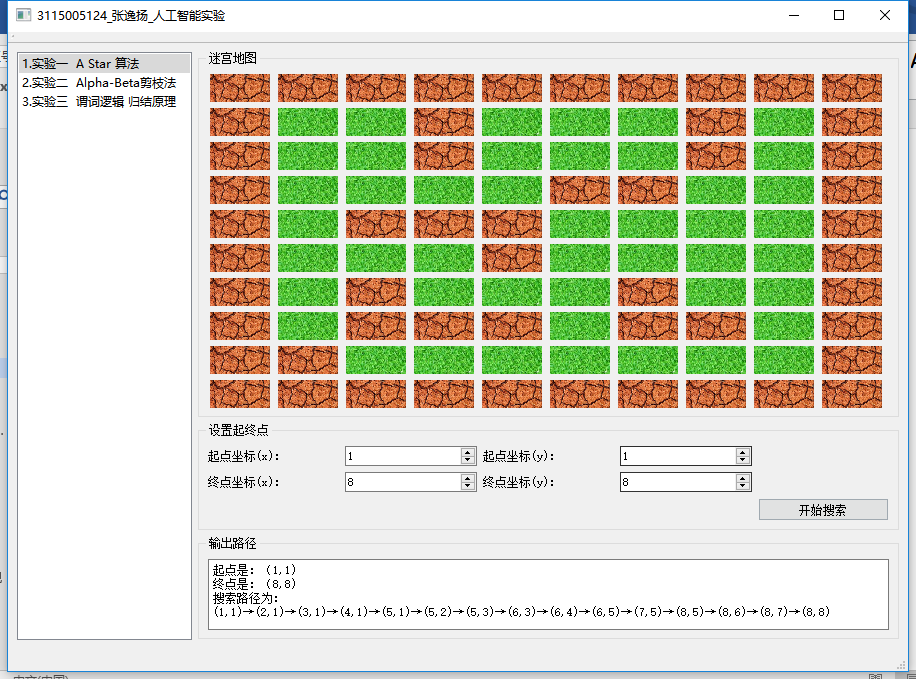 3115005124_张逸杨_人工智能实验
1.实验一 A Star 算法
2.实验二 Alpha-Beta剪枝法
3.实验三 谓词逻辑 归结原理
迷宫地图
设置起终点
起点坐标(x): 1 起点坐标(y): 1
终点坐标(x): 8 终点坐标(y): 8
开始搜索
输出路径
起点是: (1,1)
终点是: (8,8)
搜索路径为:
(1,1)→(2,1)→(3,1)→(4,1)→(5,1)→(5,2)→(5,3)→(6,3)→(6,4)→(6,5)→(7,5)→(8,5)→(8,6)→(8,7)→(8,8)